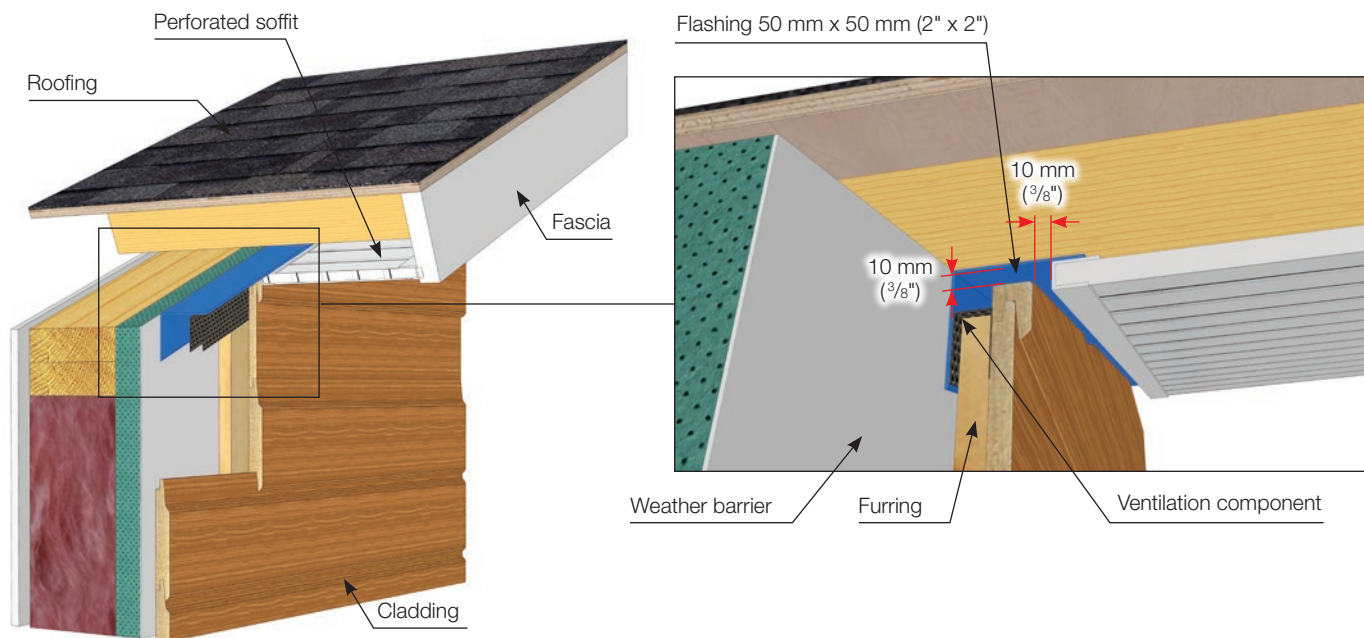 Perforated soffit
Roofing
Fascia
Cladding
Flashing 50 mm x 50 mm (2" x 2")
10 mm
(3/8")
10 mm
(3/8")
Weather barrier
Furring
Ventilation component